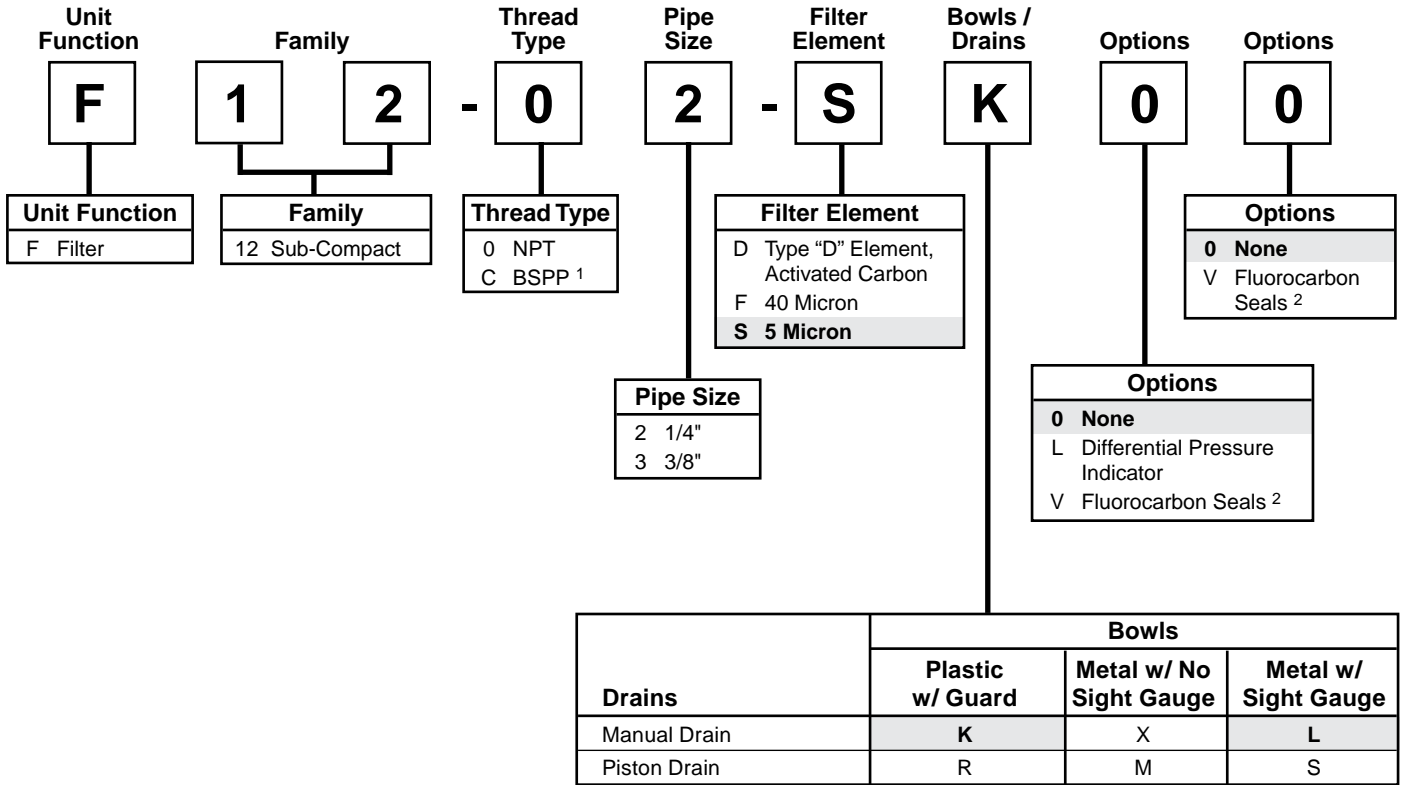 Unit Function
Family
Thread Type
Pipe Size
Filter Element
Bowls / Drains
Options
Options
F 1 2 - 0 2 - S K 0 0
Unit Function
F Filter
Family
12 Sub-Compact
Thread Type
0 NPT
C BSPP 1
Filter Element
D Type “D” Element,
Activated Carbon
F 40 Micron
S 5 Micron
Options
0 None
V Fluorocarbon
Seals 2
Pipe Size
2 1/4"
3 3/8"
Options
0 None
L Differential Pressure
Indicator
V Fluorocarbon Seals 2
Bowls
Drains
Plastic w/ Guard
Metal w/ No Sight Gauge
Metal w/ Sight Gauge
Manual Drain K X L
Piston Drain R M S